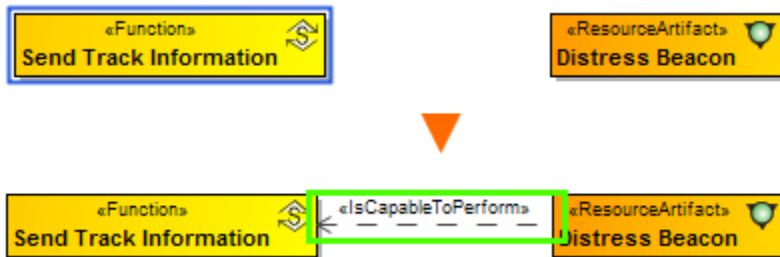 «Function»
Send Track Information
«ResourceArtifact»
Distress Beacon
«Function»
Send Track Information
«IsCapableToPerform»
«ResourceArtifact»
Distress Beacon